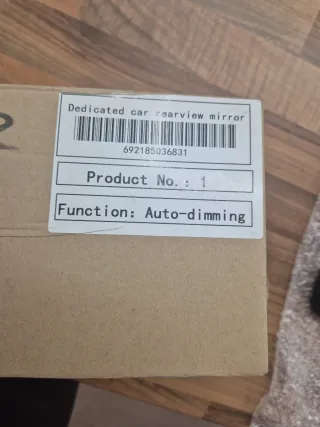 Dedicated car rearview mirror
692185036831
Product No.: 1
Function: Auto-dimming